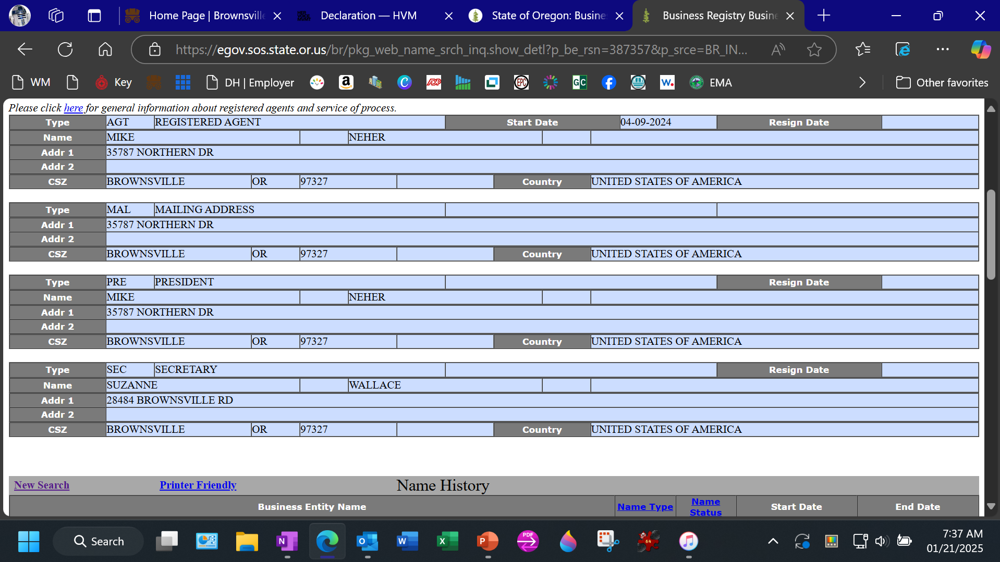 Home Page | Brownsville
Declaration — HVM
State of Oregon: Busine
Business Registry Busine
https://egov.sos.state.or.us/br/pkg_web_name_srch_inq.show_detl?p_be_rsn=387357&p_srce=BR_IN...
WM
Key
DH | Employer
EMA
Other favorites
Please click here for general information about registered agents and service of process.
Type AGT REGISTERED AGENT Start Date 04-09-2024 Resign Date
Name MIKE NEHER
Addr 1 35787 NORTHERN DR
Addr 2
CSZ BROWNSVILLE OR 97327 Country UNITED STATES OF AMERICA
Type MAL MAILING ADDRESS
Addr 1 35787 NORTHERN DR
Addr 2
CSZ BROWNSVILLE OR 97327 Country UNITED STATES OF AMERICA
Type PRE PRESIDENT Resign Date
Name MIKE NEHER
Addr 1 35787 NORTHERN DR
Addr 2
CSZ BROWNSVILLE OR 97327 Country UNITED STATES OF AMERICA
Type SEC SECRETARY Resign Date
Name SUZANNE WALLACE
Addr 1 28484 BROWNSVILLE RD
Addr 2
CSZ BROWNSVILLE OR 97327 Country UNITED STATES OF AMERICA
New Search Printer Friendly Name History
Business Entity Name Name Type Name Status Start Date End Date
Search
7:37 AM
01/21/2025